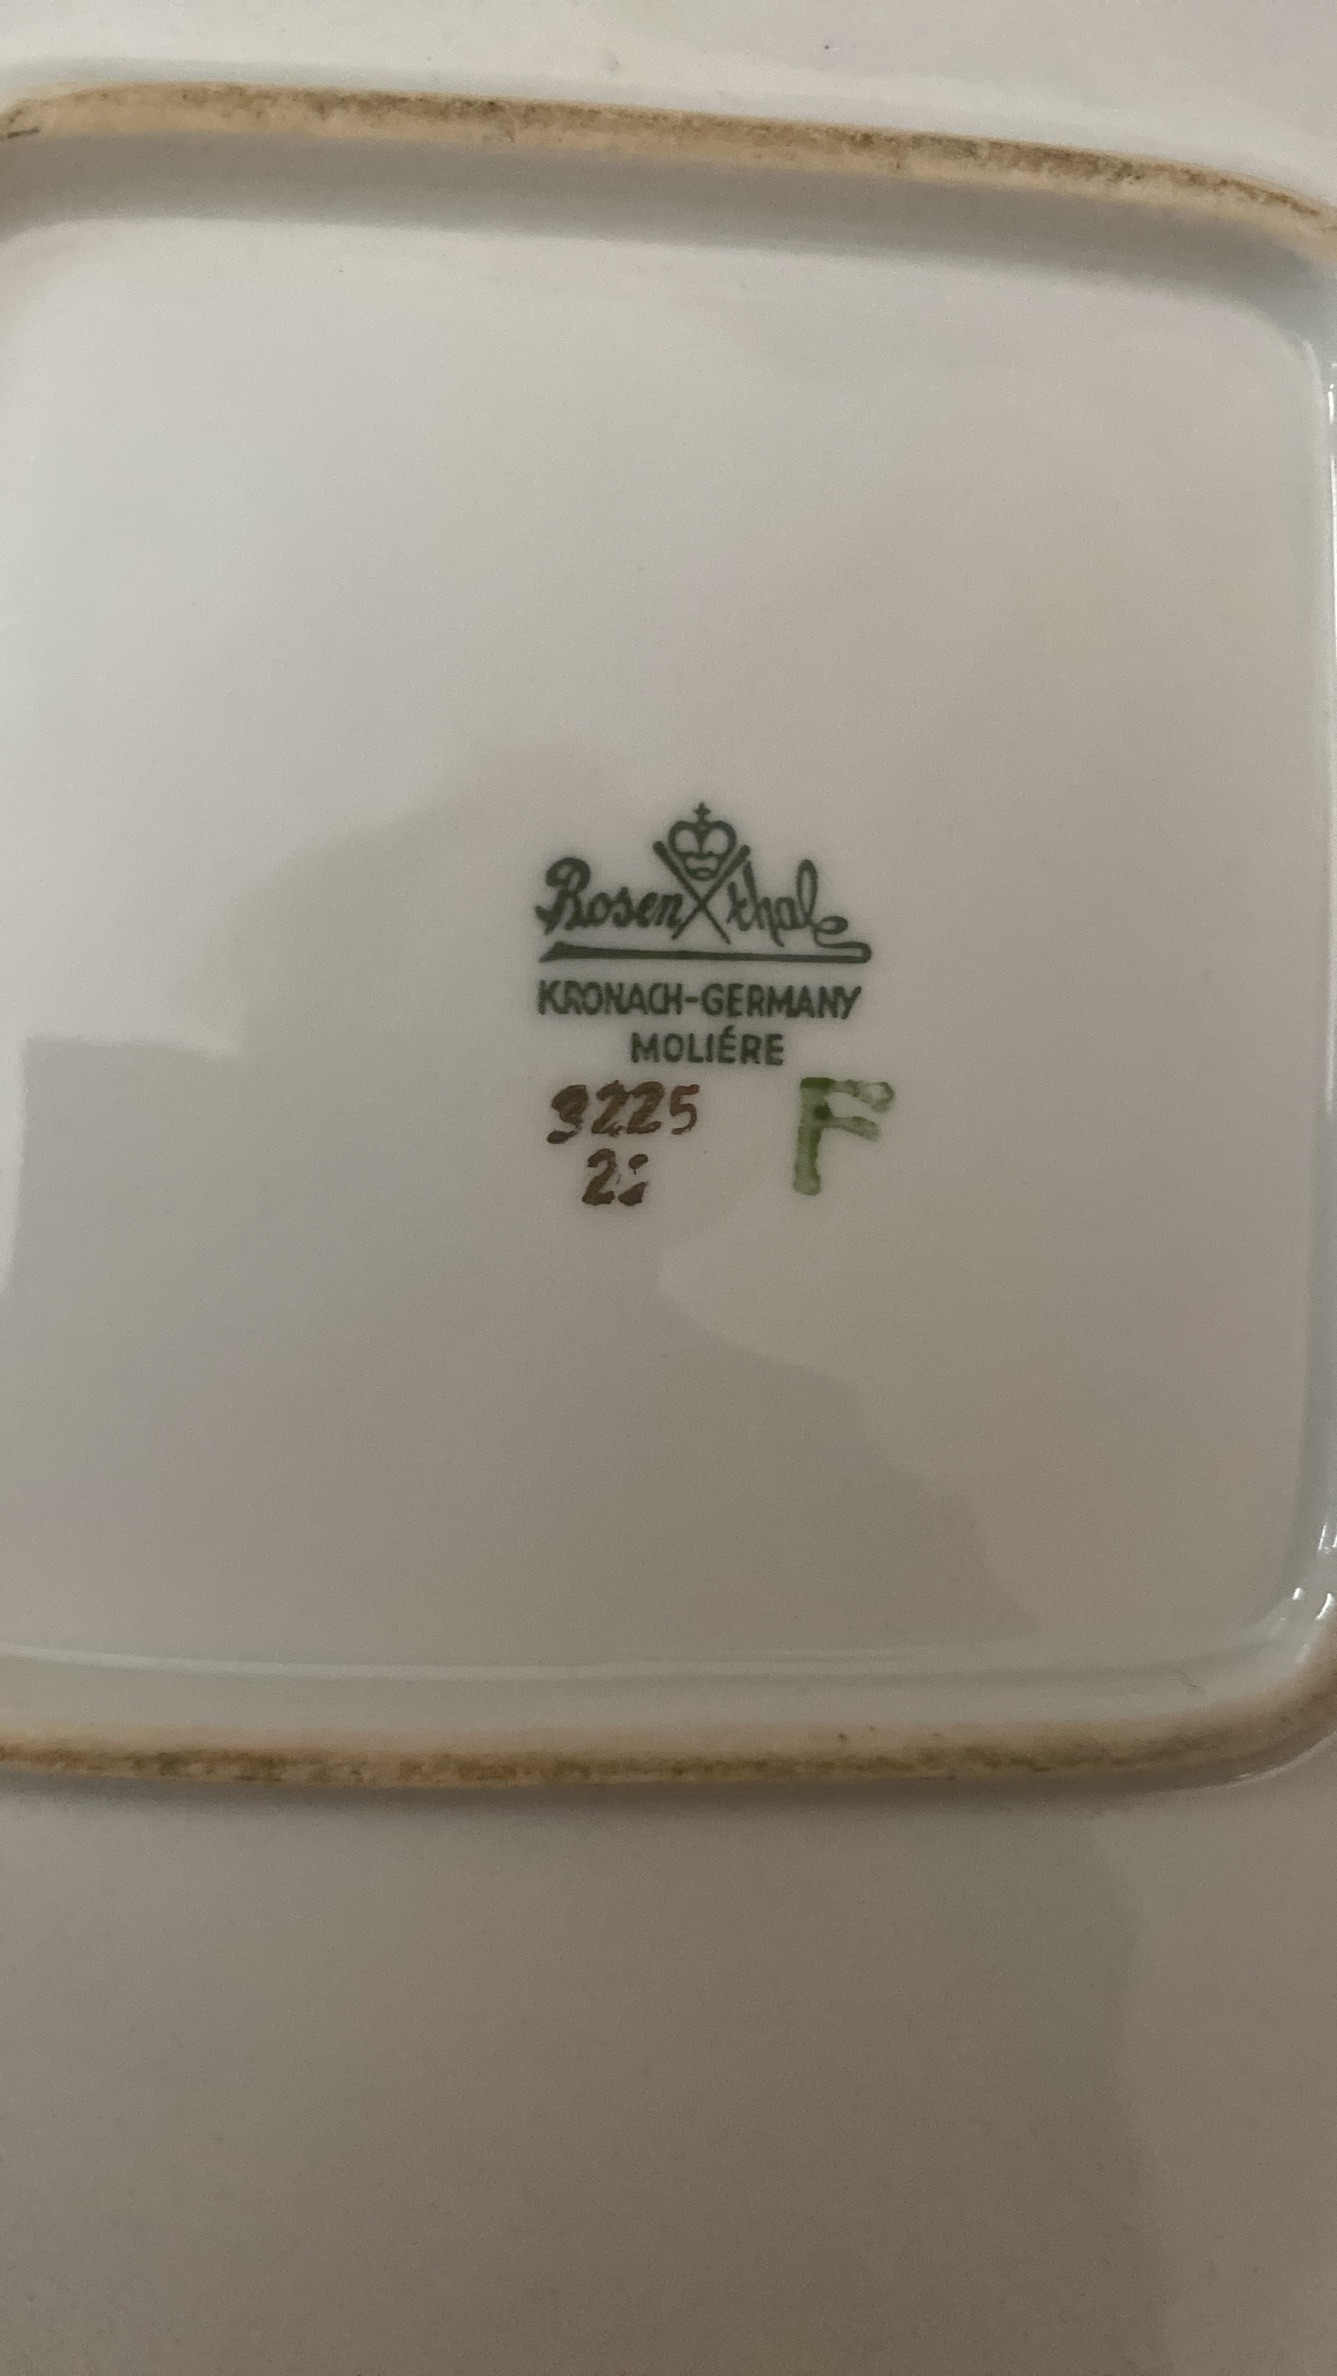 Rosenthal
KRONACH-GERMANY
MOLIÉRE
3225 F